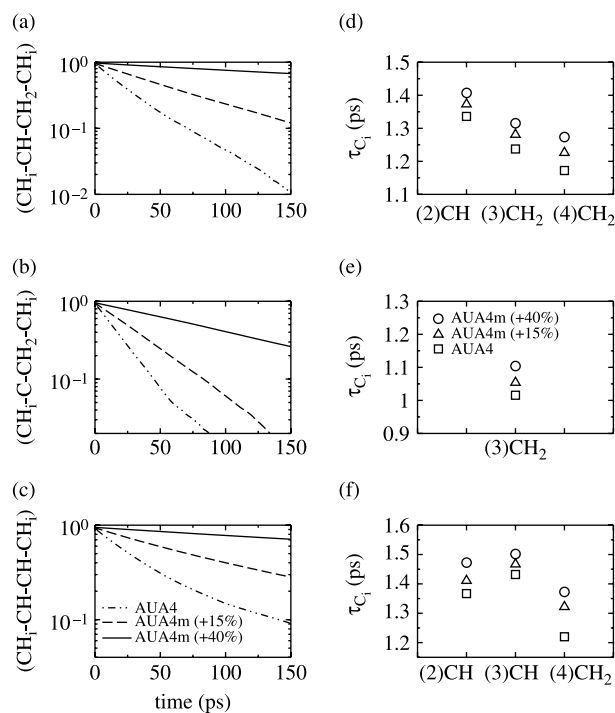 (a)
(CH_i-CH-CH_2-CH_i)
10^0
10^-1
10^-2
0 50 100 150
(d)
τ_C_i (ps)
1.5
1.4
1.3
1.2
1.1
(2)CH (3)CH_2 (4)CH_2
(b)
(CH_i-C-CH_2-CH_i)
10^0
10^-1
0 50 100 150
(e)
τ_C_i (ps)
1.3
1.2
1.1
1
0.9
AUA4m (+40%)
AUA4m (+15%)
AUA4
(3)CH_2
(c)
(CH_i-CH-CH-CH_i)
10^0
10^-1
AUA4
AUA4m (+15%)
AUA4m (+40%)
0 50 100 150
time (ps)
(f)
τ_C_i (ps)
1.6
1.5
1.4
1.3
1.2
(2)CH (3)CH (4)CH_2